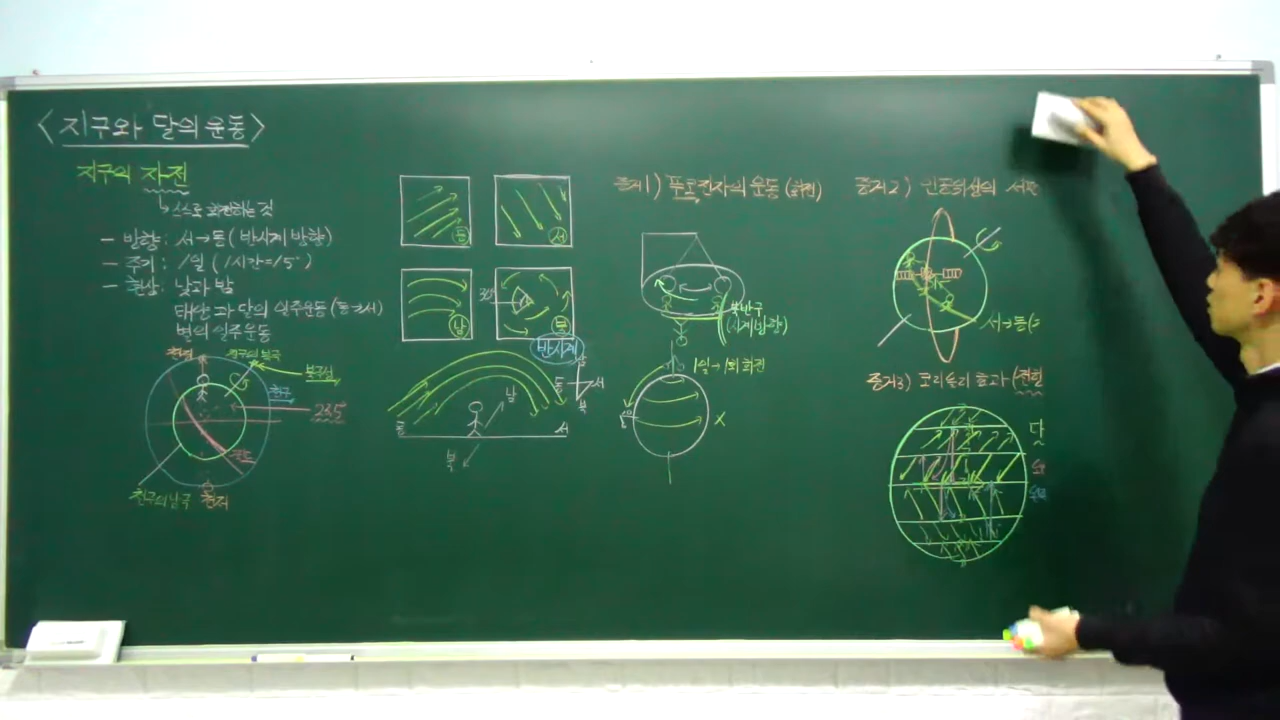 <지구와 달의 운동>
지구의 자전
↳ 스스로 회전하는 것
- 방향: 서→동(반시계 방향)
- 주기: 1일 (1시간=15°)
- 현상: 낮과 밤
태양과 달의 일주운동(동→서)
별의 일주운동
천정
천구의 북극
북극성
천구
23.5°
천구의 남극
천저
동
서
남
북
30°
반시계
남
동
서
북
남
동
서
북
증거1) 푸코진자의 운동(회전)
북반구
(시계방향)
1일→1회 회전
X
증거2) 인공위성의 서편
서→동(
증거3) 코리올리 효과(전향